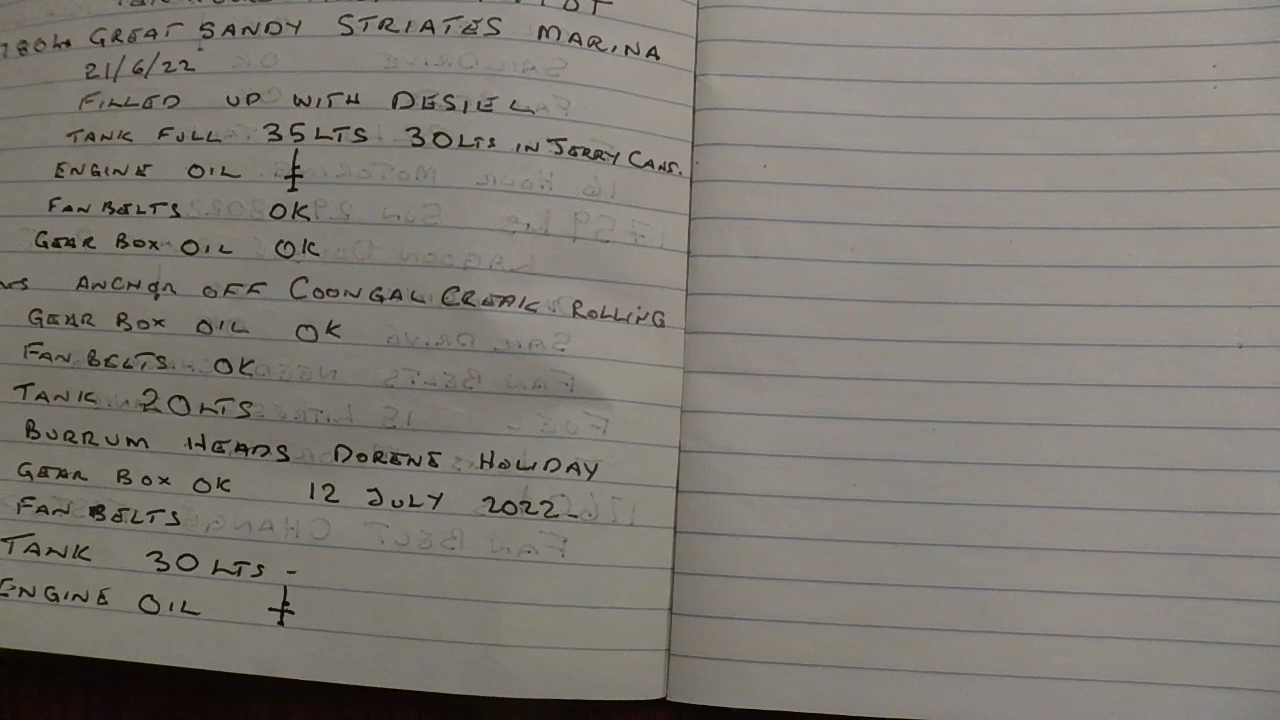 GREAT SANDY STRIATES MARINA
21/6/22
FILLED UP WITH DESIEL
TANK FULL 35LTS 30LTS IN JERRY CANS.
ENGINE OIL
FAN BELTS OK
GEAR BOX OIL OK
ANCHOR OFF COONGAL CREAK ROLLING
GEAR BOX OIL OK
FAN BELTS OK
TANK 20LTS
BURRUM HEADS DORENE HOLIDAY
GEAR BOX OK 12 JULY 2022
FAN BELTS
TANK 30LTS -
ENGINE OIL